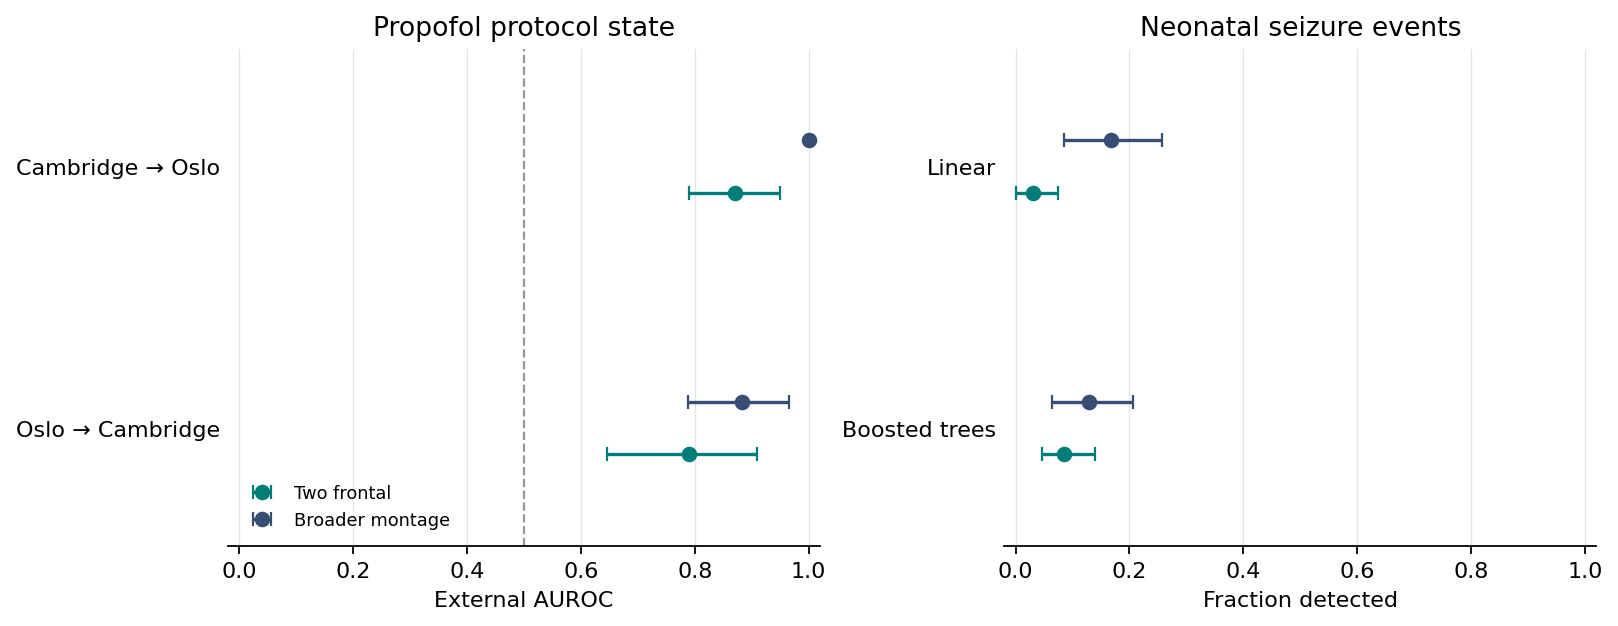 Propofol protocol state
Cambridge → Oslo
Oslo → Cambridge
Two frontal
Broader montage
0.0 0.2 0.4 0.6 0.8 1.0
External AUROC
Neonatal seizure events
Linear
Boosted trees
0.0 0.2 0.4 0.6 0.8 1.0
Fraction detected